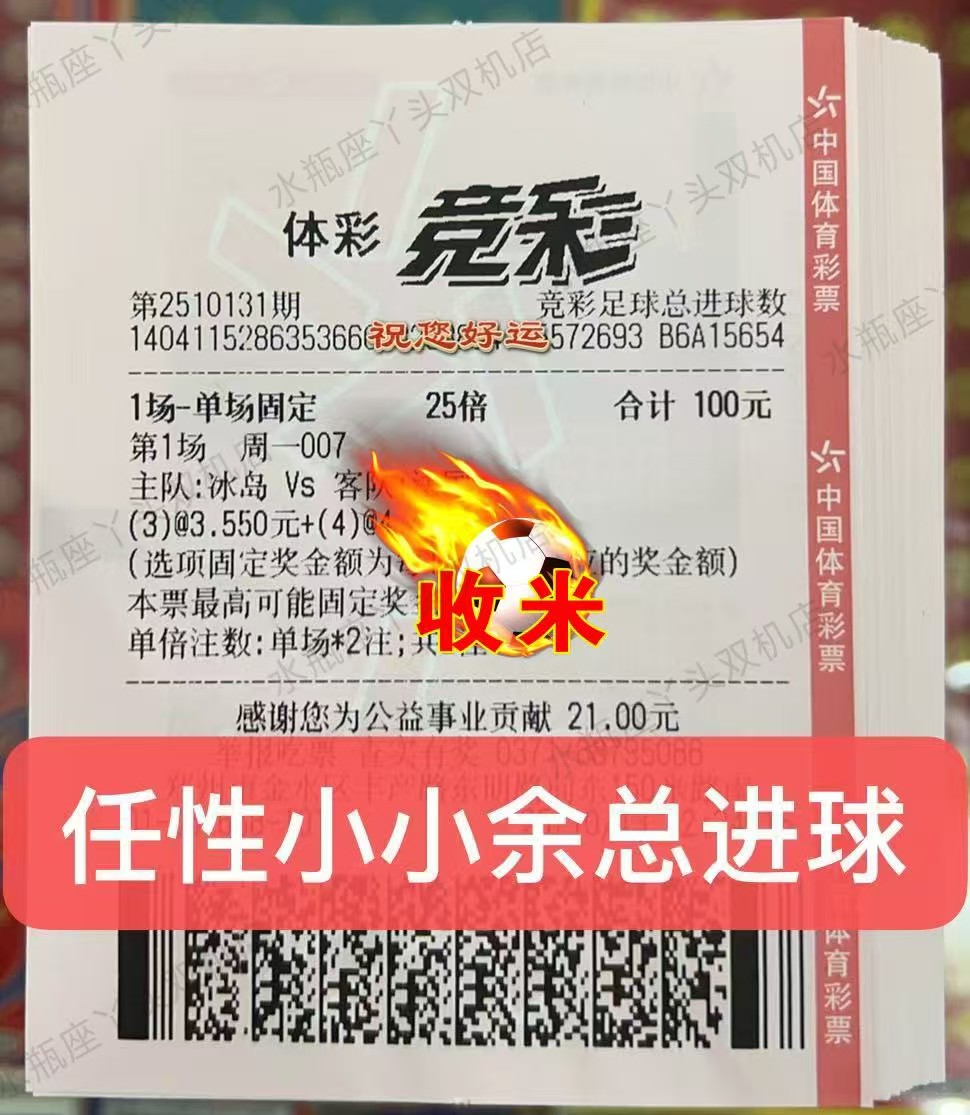 体彩 竞彩
第2510131期 竞彩足球总进球数
140411528635366 祝您好运 572693 B6A15654
1场-单场固定 25倍 合计 100元
第1场 周一007
主队:冰岛 Vs 客队
(3)@3.550元+(4)@4
(选项固定奖金额为 应的奖金额)
本票最高可能固定奖
收米
单倍注数:单场*2注;共
感谢您为公益事业贡献 21.00元
任性小小余总进球
中国体育彩票
中国体育彩票
体育彩票
水瓶座丫头双机店